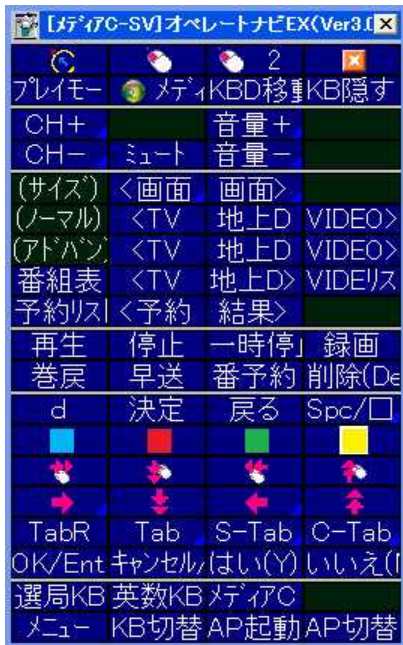 [メディアC-SV]オペレートナビEX(Ver3.0
2
プレイモー メディ KBD移動 KB隠す
CH+ 音量+
CH- ミュート 音量-
(サイズ) <画面 画面>
(ノーマル) <TV 地上D VIDEO>
(アドバン) <TV 地上D VIDEO>
番組表 <TV 地上D> VIDEリス
予約リス <予約 結果>
再生 停止 一時停 録画
巻戻 早送 番予約 削除(De
d 決定 戻る Spc/□
TabR Tab S-Tab C-Tab
OK/Ent キャンセル/ はい(Y) いいえ(
選局KB 英数KB メディアC
メニュー KB切替 AP起動 AP切替